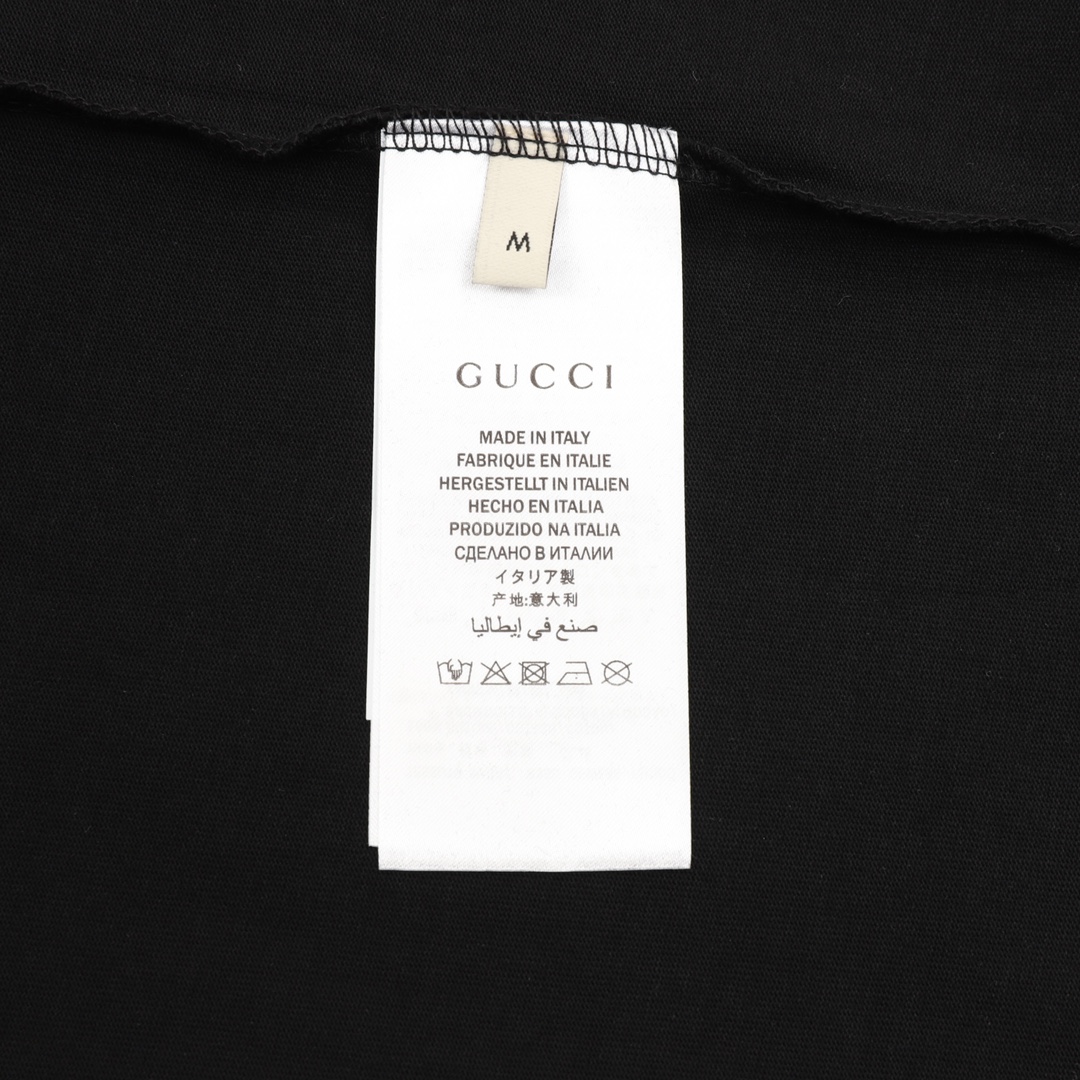 M
GUCCI
MADE IN ITALY
FABRIQUE EN ITALIE
HERGESTELLT IN ITALIEN
HECHO EN ITALIA
PRODUZIDO NA ITALIA
СДЕЛАНО В ИТАЛИИ
イタリア製
产地:意大利
صنع في إيطاليا